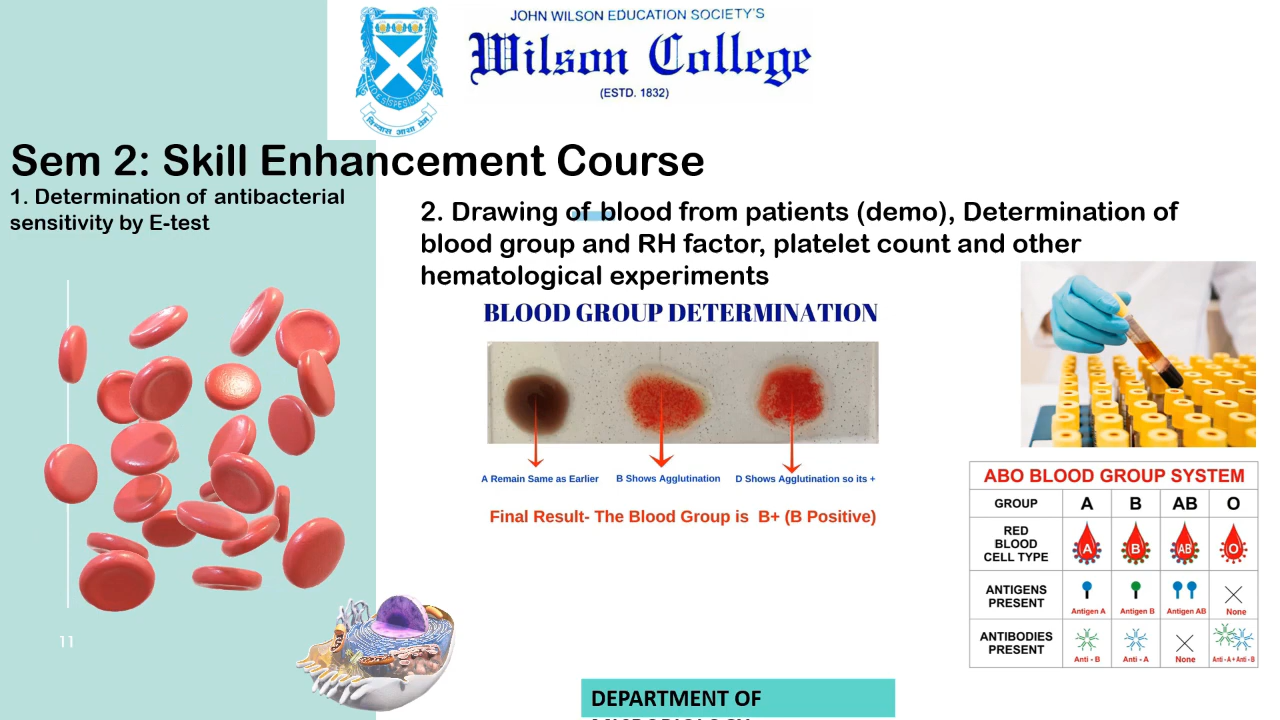 JOHN WILSON EDUCATION SOCIETY'S
Wilson College
(ESTD. 1832)
विश्वास आशा प्रेम
Sem 2: Skill Enhancement Course
1. Determination of antibacterial
sensitivity by E-test
2. Drawing of blood from patients (demo), Determination of
blood group and RH factor, platelet count and other
hematological experiments
BLOOD GROUP DETERMINATION
A Remain Same as Earlier
B Shows Agglutination
D Shows Agglutination so its +
Final Result- The Blood Group is B+ (B Positive)
ABO BLOOD GROUP SYSTEM
GROUP A B AB O
RED
BLOOD
CELL TYPE
A B AB O
ANTIGENS
PRESENT
Antigen A Antigen B Antigen AB None
ANTIBODIES
PRESENT
Anti - B Anti - A None Anti - A + Anti - B
11
DEPARTMENT OF